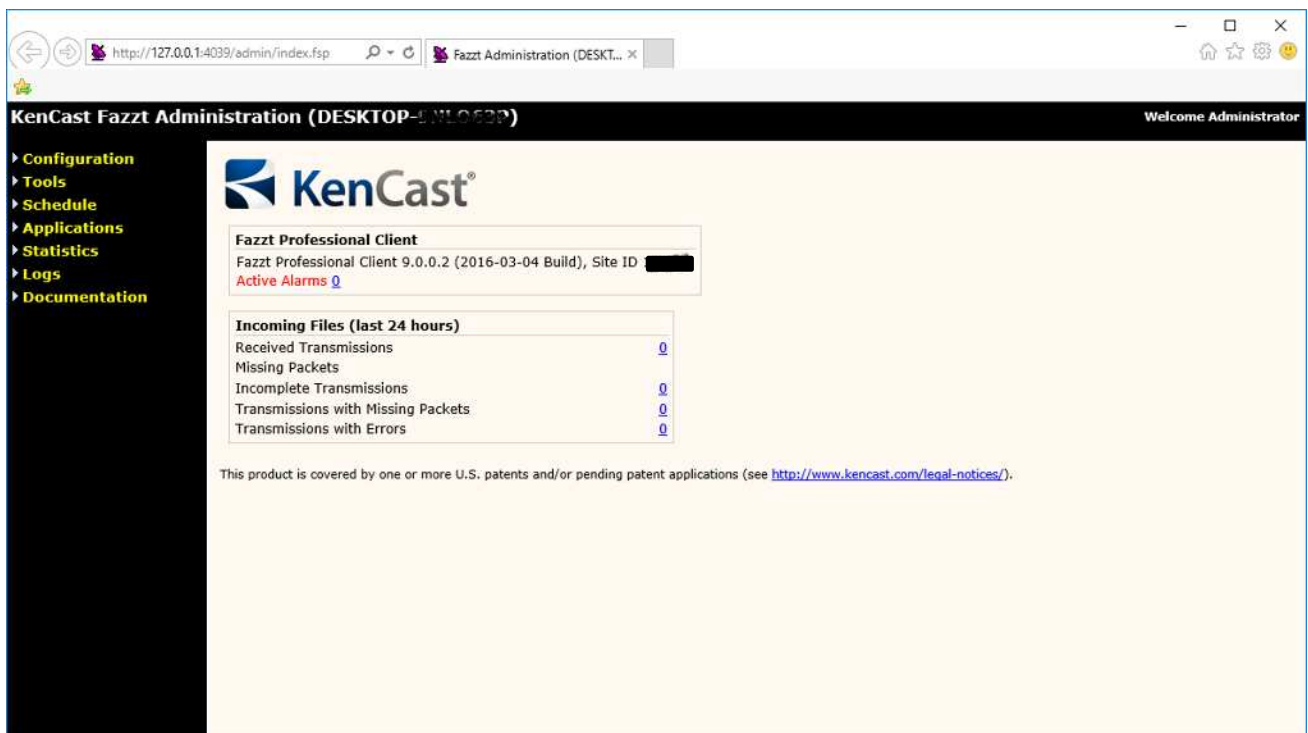 http://127.0.0.1:4039/admin/index.fsp
Fazzt Administration (DESKT...
KenCast Fazzt Administration (DESKTOP-
Welcome Administrator
Configuration
Tools
Schedule
Applications
Statistics
Logs
Documentation
KenCast®
Fazzt Professional Client
Fazzt Professional Client 9.0.0.2 (2016-03-04 Build), Site ID
Active Alarms 0
Incoming Files (last 24 hours)
Received Transmissions 0
Missing Packets
Incomplete Transmissions 0
Transmissions with Missing Packets 0
Transmissions with Errors 0
This product is covered by one or more U.S. patents and/or pending patent applications (see http://www.kencast.com/legal-notices/).